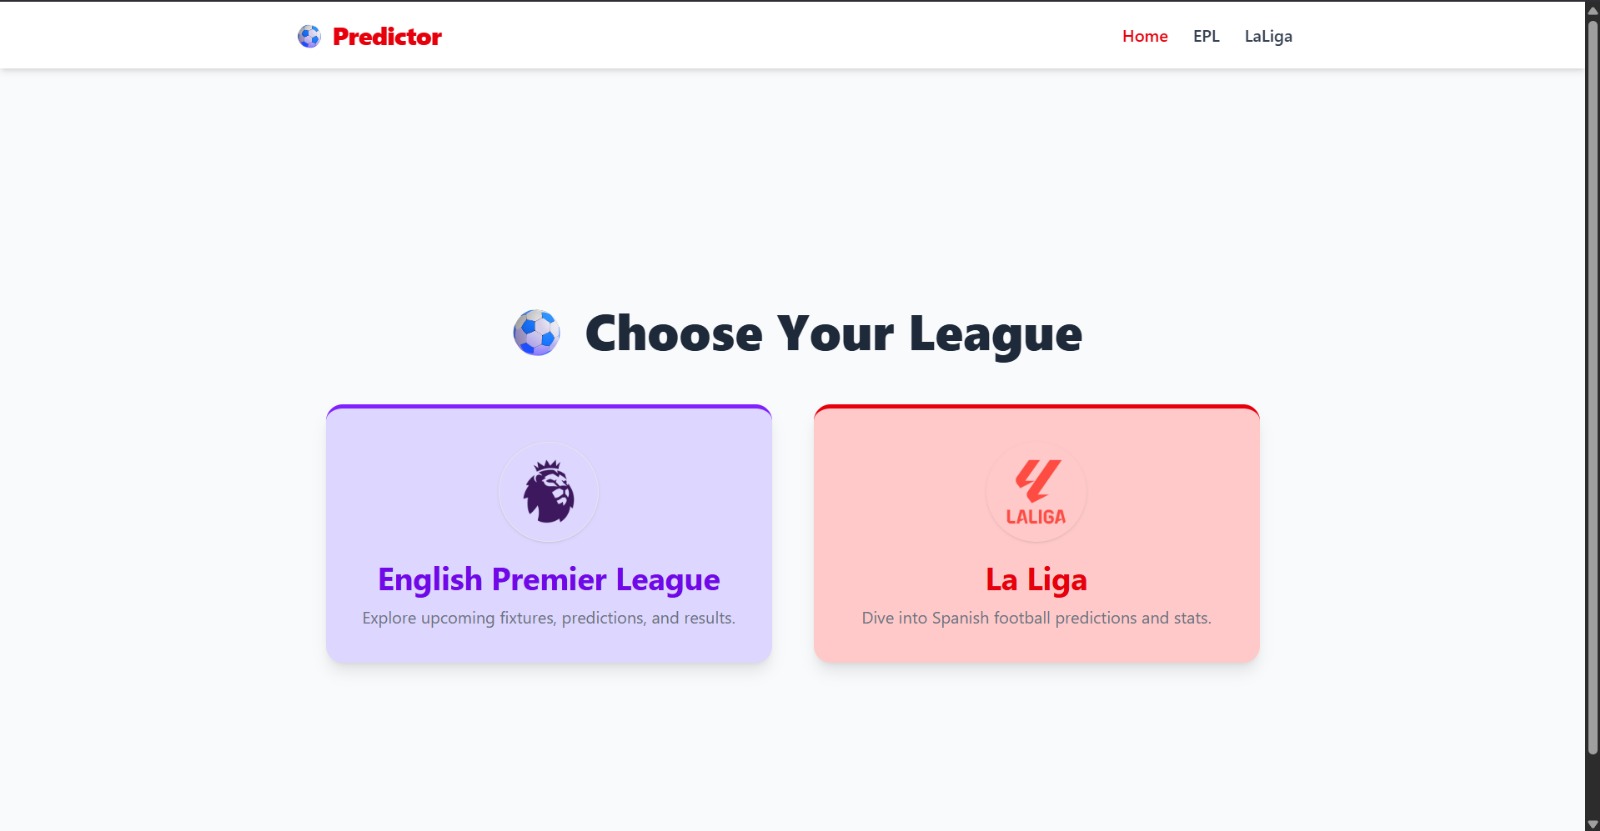 Predictor
Home EPL LaLiga
Choose Your League
LALIGA
English Premier League
Explore upcoming fixtures, predictions, and results.
La Liga
Dive into Spanish football predictions and stats.